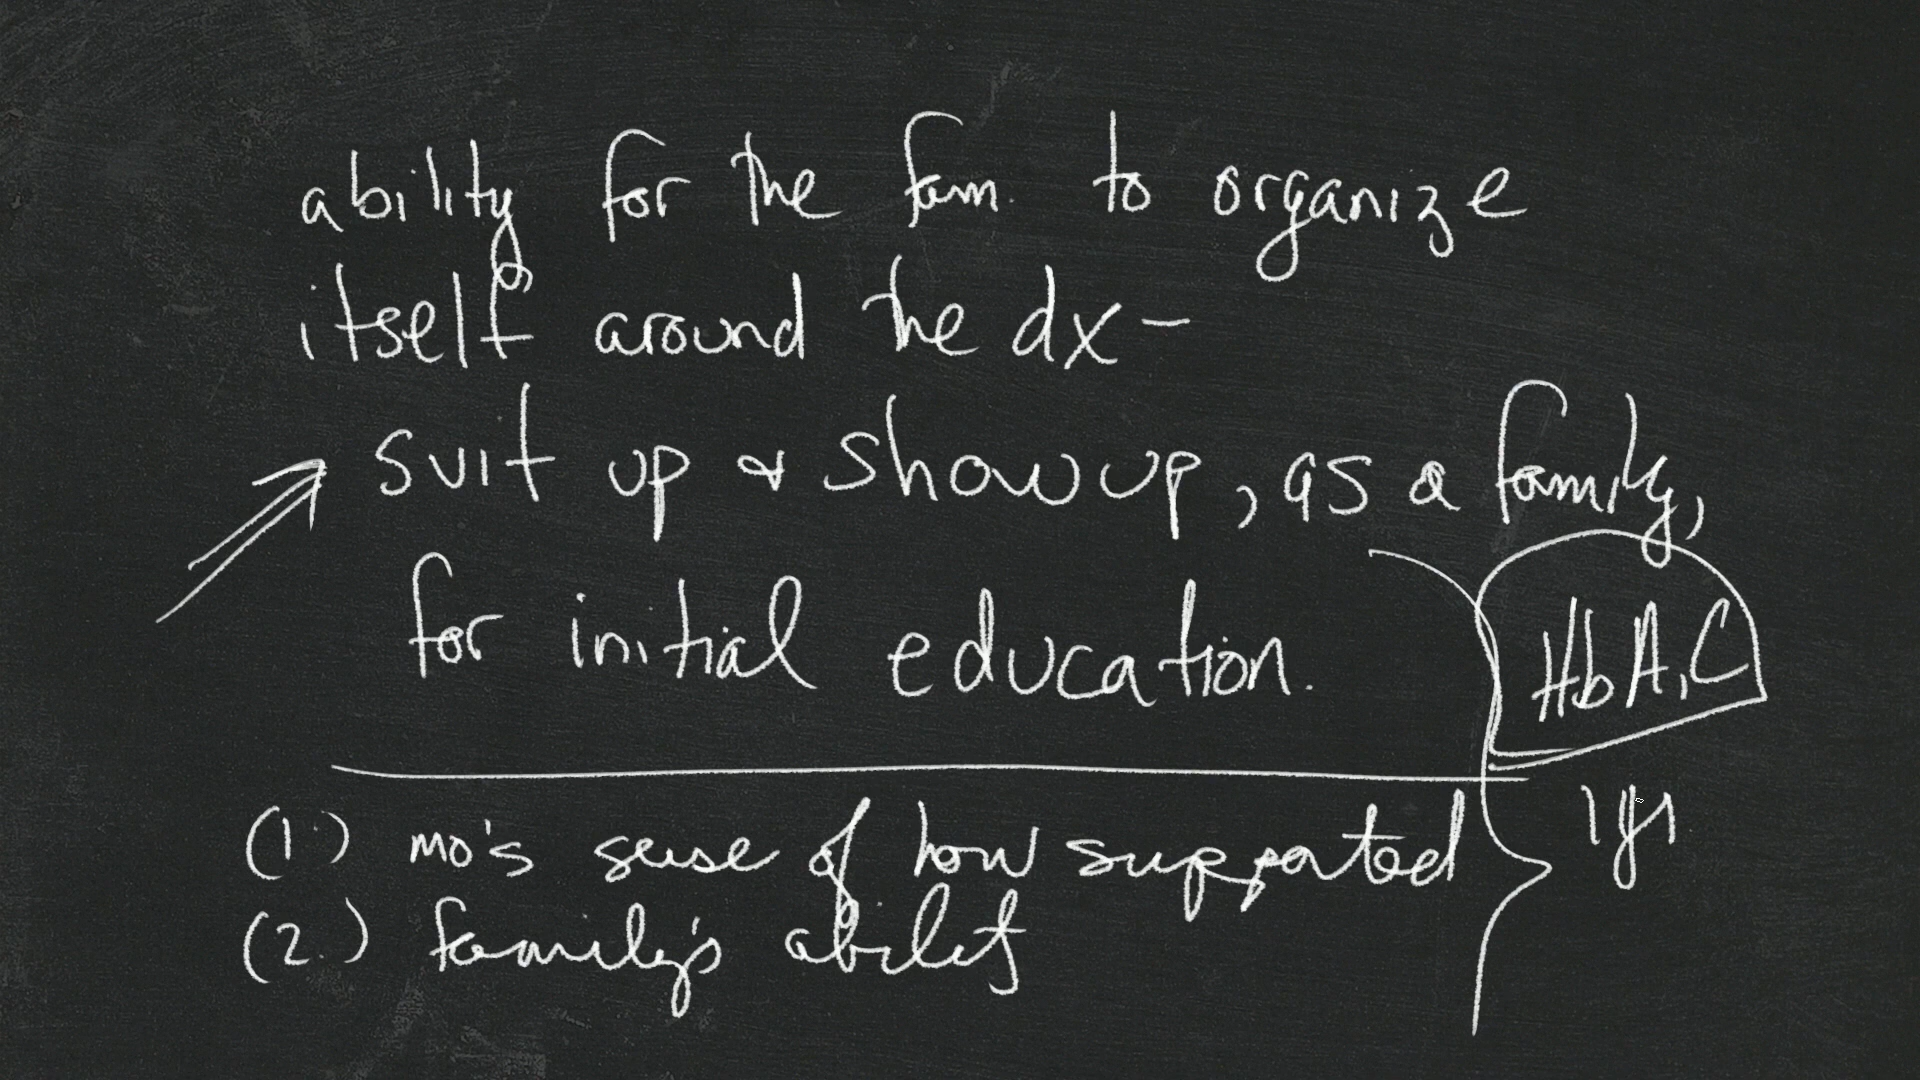 ability for the fam. to organize
itself around the dx -
suit up & show up, as a family,
for initial education.
HbA1C
(1.) mo's sense of how supported
(2.) family's ability